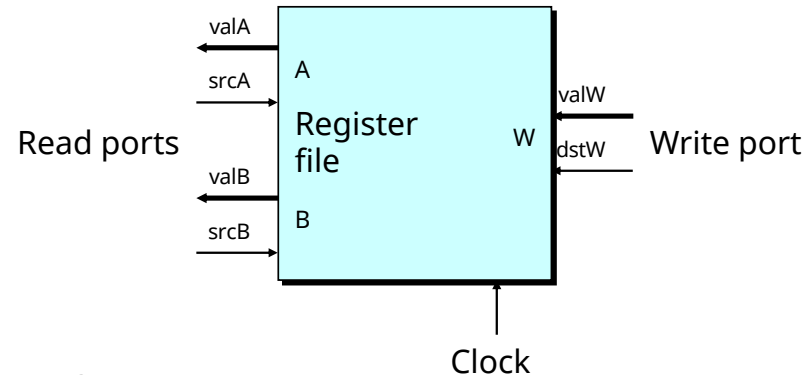 valA
srcA
A
Register
file
valW
W
dstW
Read ports
Write port
valB
B
srcB
Clock